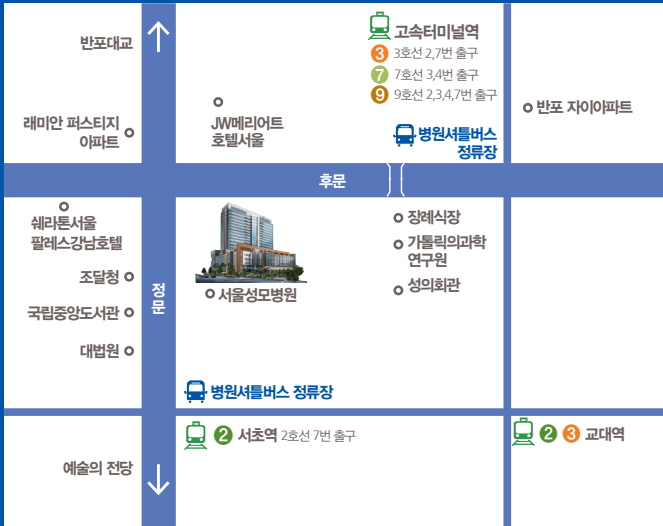 반포대교
고속터미널역
3 3호선 2,7번 출구
7 7호선 3,4번 출구
9 9호선 2,3,4,7번 출구
래미안 퍼스티지
아파트
JW메리어트
호텔서울
병원셔틀버스
정류장
반포 자이아파트
후문
쉐라톤서울
팔레스강남호텔
조달청
국립중앙도서관
대법원
정문
서울성모병원
장례식장
가톨릭의과학
연구원
성의회관
병원셔틀버스 정류장
2 서초역 2호선 7번 출구
2 3 교대역
예술의 전당